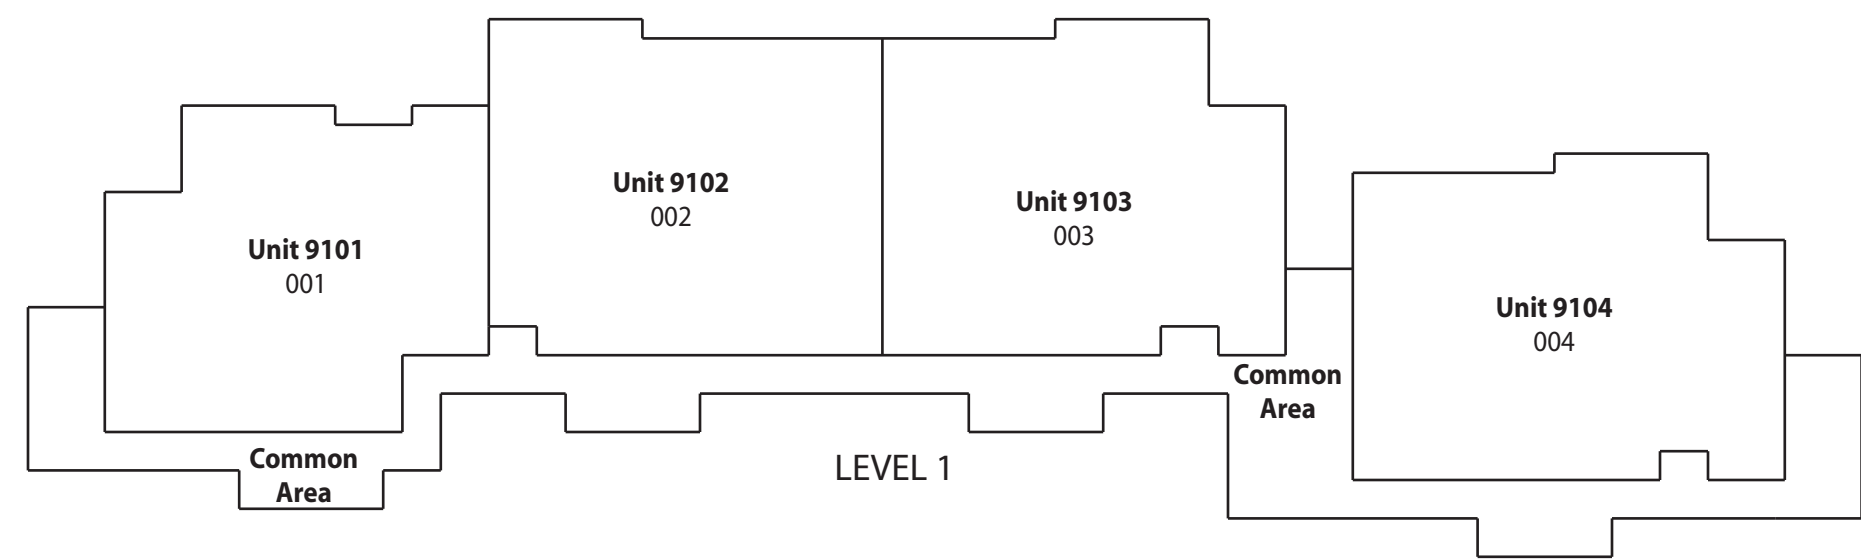 Unit 9101
001
Unit 9102
002
Unit 9103
003
Unit 9104
004
Common
Area
Common
Area
LEVEL 1